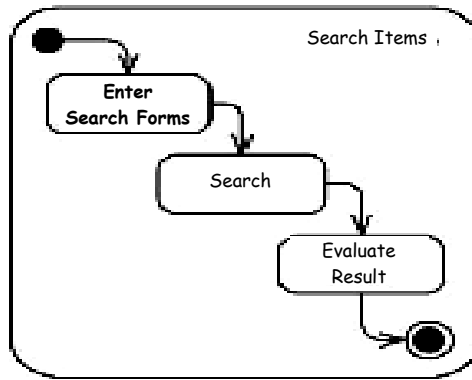 Search Items
Enter
Search Forms
Search
Evaluate
Result